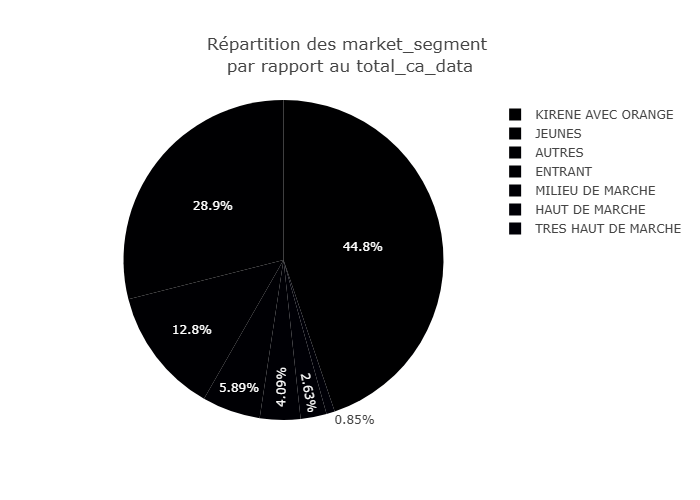 Répartition des market_segment
par rapport au total_ca_data
KIRENE AVEC ORANGE
JEUNES
AUTRES
ENTRANT
MILIEU DE MARCHE
HAUT DE MARCHE
TRES HAUT DE MARCHE
28.9%
44.8%
12.8%
5.89%
4.09%
2.63%
0.85%